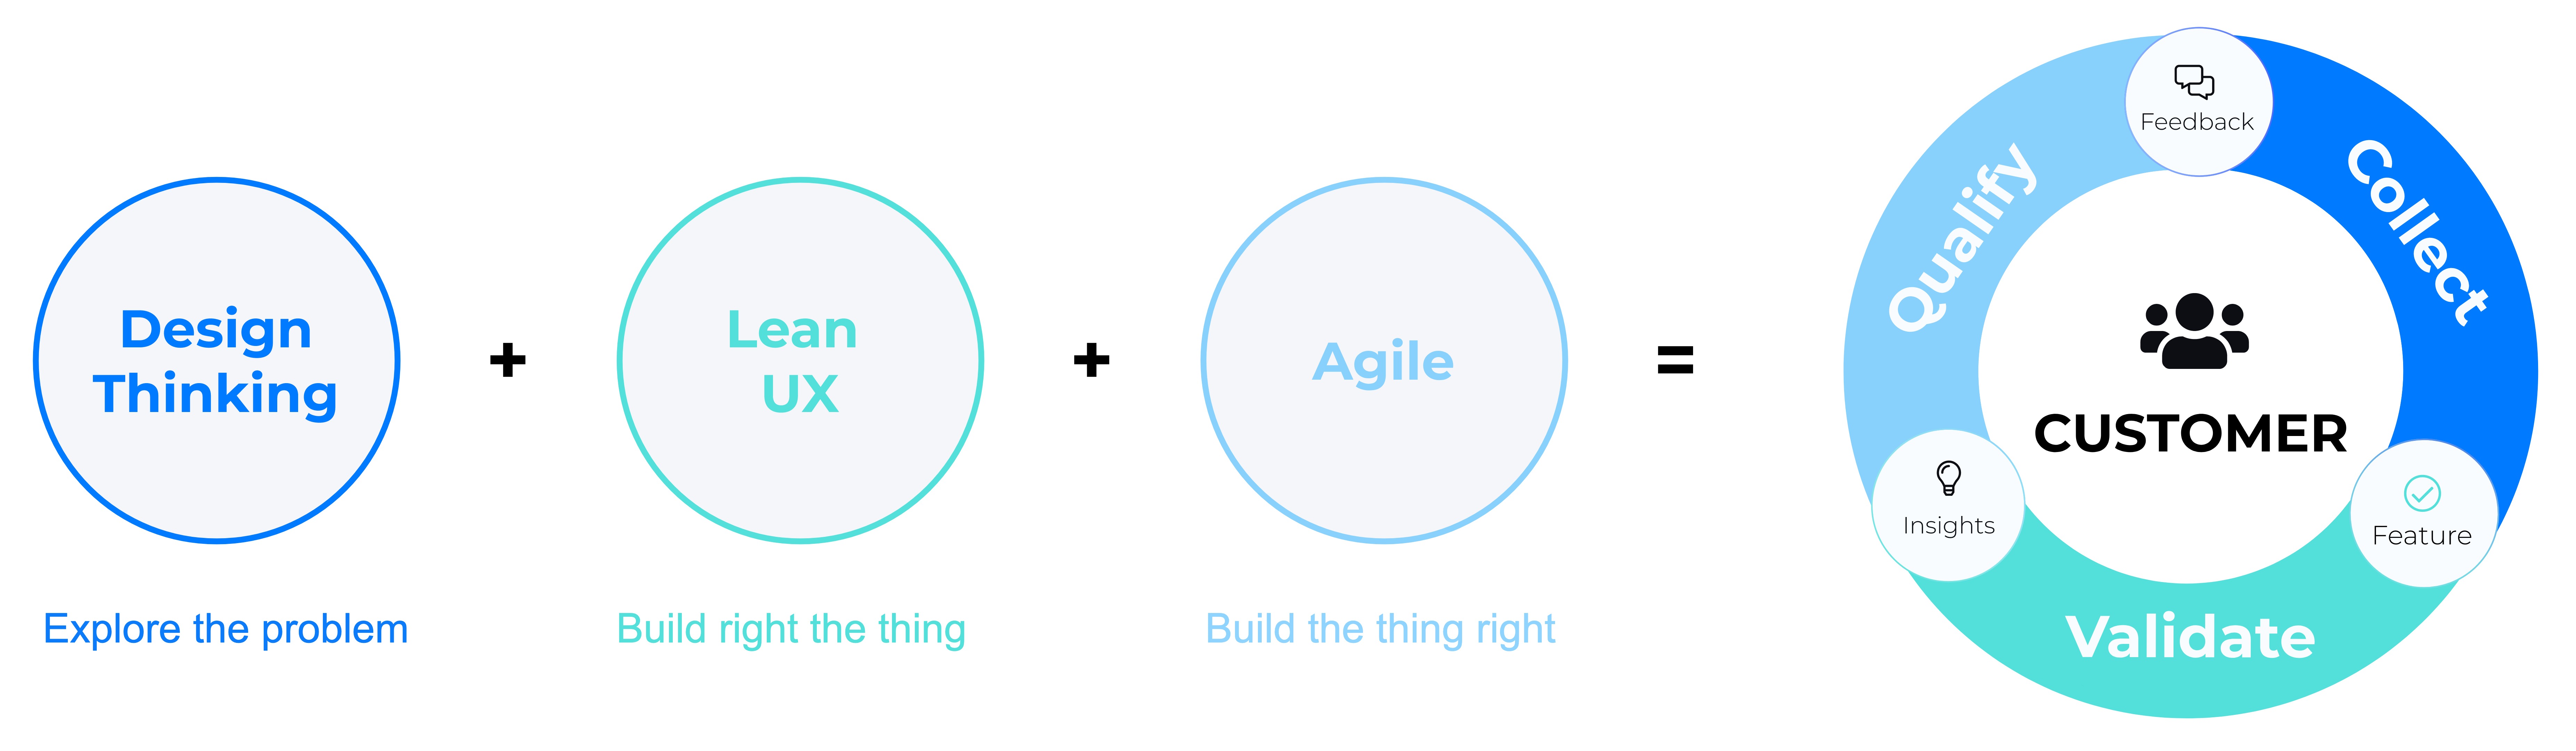 Design
Thinking
Explore the problem
+
Lean
UX
Build right the thing
+
Agile
Build the thing right
=
Feedback
Collect
Feature
Validate
Insights
Qualify
CUSTOMER